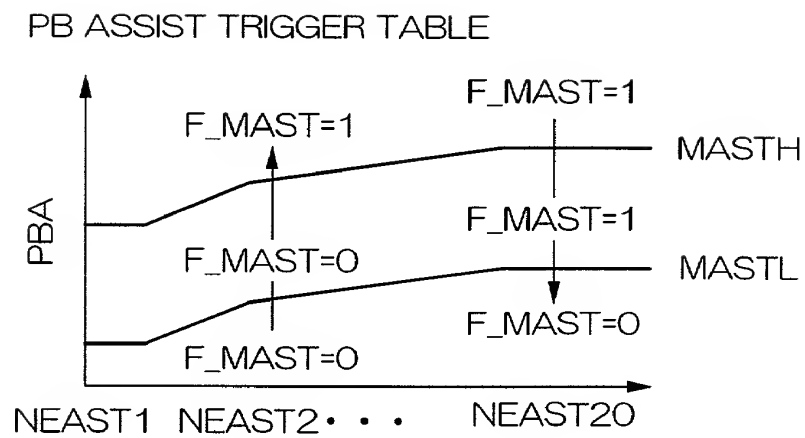 PB ASSIST TRIGGER TABLE
F_MAST=1
F_MAST=1
MASTH
PBA
F_MAST=1
F_MAST=0
MASTL
F_MAST=0
F_MAST=0
NEAST1 NEAST2 • • • NEAST20